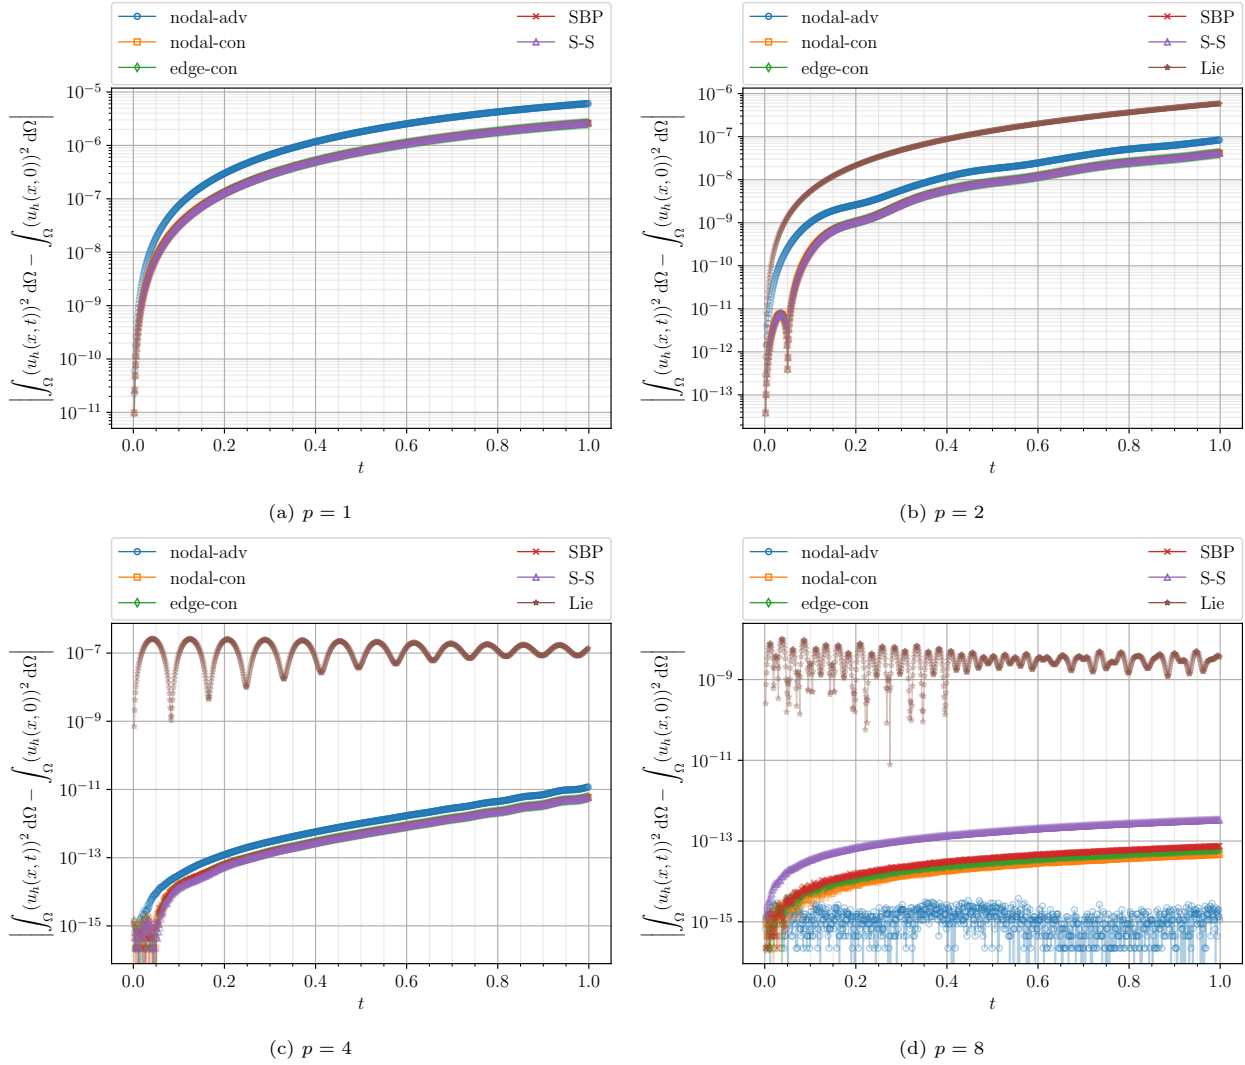 nodal-adv SBP
nodal-con S-S
edge-con
|∫_Ω (u_h(x, t))² dΩ − ∫_Ω (u_h(x, 0))² dΩ|
10⁻⁵
10⁻⁶
10⁻⁷
10⁻⁸
10⁻⁹
10⁻¹⁰
10⁻¹¹
0.0 0.2 0.4 0.6 0.8 1.0
t
(a) p = 1
nodal-adv SBP
nodal-con S-S
edge-con Lie
|∫_Ω (u_h(x, t))² dΩ − ∫_Ω (u_h(x, 0))² dΩ|
10⁻⁶
10⁻⁷
10⁻⁸
10⁻⁹
10⁻¹⁰
10⁻¹¹
10⁻¹²
10⁻¹³
0.0 0.2 0.4 0.6 0.8 1.0
t
(b) p = 2
nodal-adv SBP
nodal-con S-S
edge-con Lie
|∫_Ω (u_h(x, t))² dΩ − ∫_Ω (u_h(x, 0))² dΩ|
10⁻⁷
10⁻⁹
10⁻¹¹
10⁻¹³
10⁻¹⁵
0.0 0.2 0.4 0.6 0.8 1.0
t
(c) p = 4
nodal-adv SBP
nodal-con S-S
edge-con Lie
|∫_Ω (u_h(x, t))² dΩ − ∫_Ω (u_h(x, 0))² dΩ|
10⁻⁹
10⁻¹¹
10⁻¹³
10⁻¹⁵
0.0 0.2 0.4 0.6 0.8 1.0
t
(d) p = 8